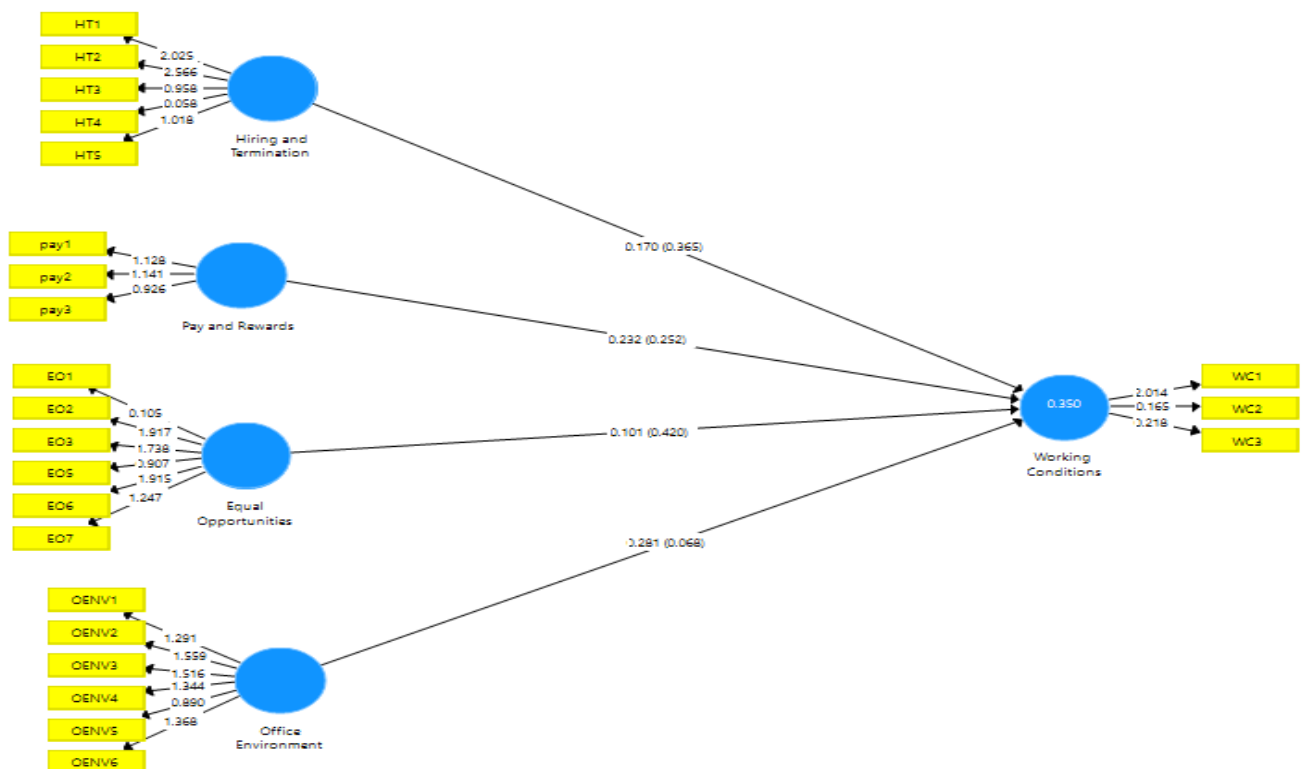 HT1
HT2
HT3
HT4
HT5
2.025
2.566
0.958
0.058
1.018
Hiring and
Termination
0.170 (0.365)
pay1
pay2
pay3
1.128
1.141
0.926
Pay and Rewards
0.232 (0.252)
EO1
EO2
EO3
EO5
EO6
EO7
0.105
1.917
1.738
0.907
1.915
1.247
Equal
Opportunities
0.101 (0.420)
0.350
Working
Conditions
2.014
0.165
0.218
WC1
WC2
WC3
0.281 (0.068)
OENV1
OENV2
OENV3
OENV4
OENV5
OENV6
1.291
1.559
1.516
1.344
0.890
1.368
Office
Environment